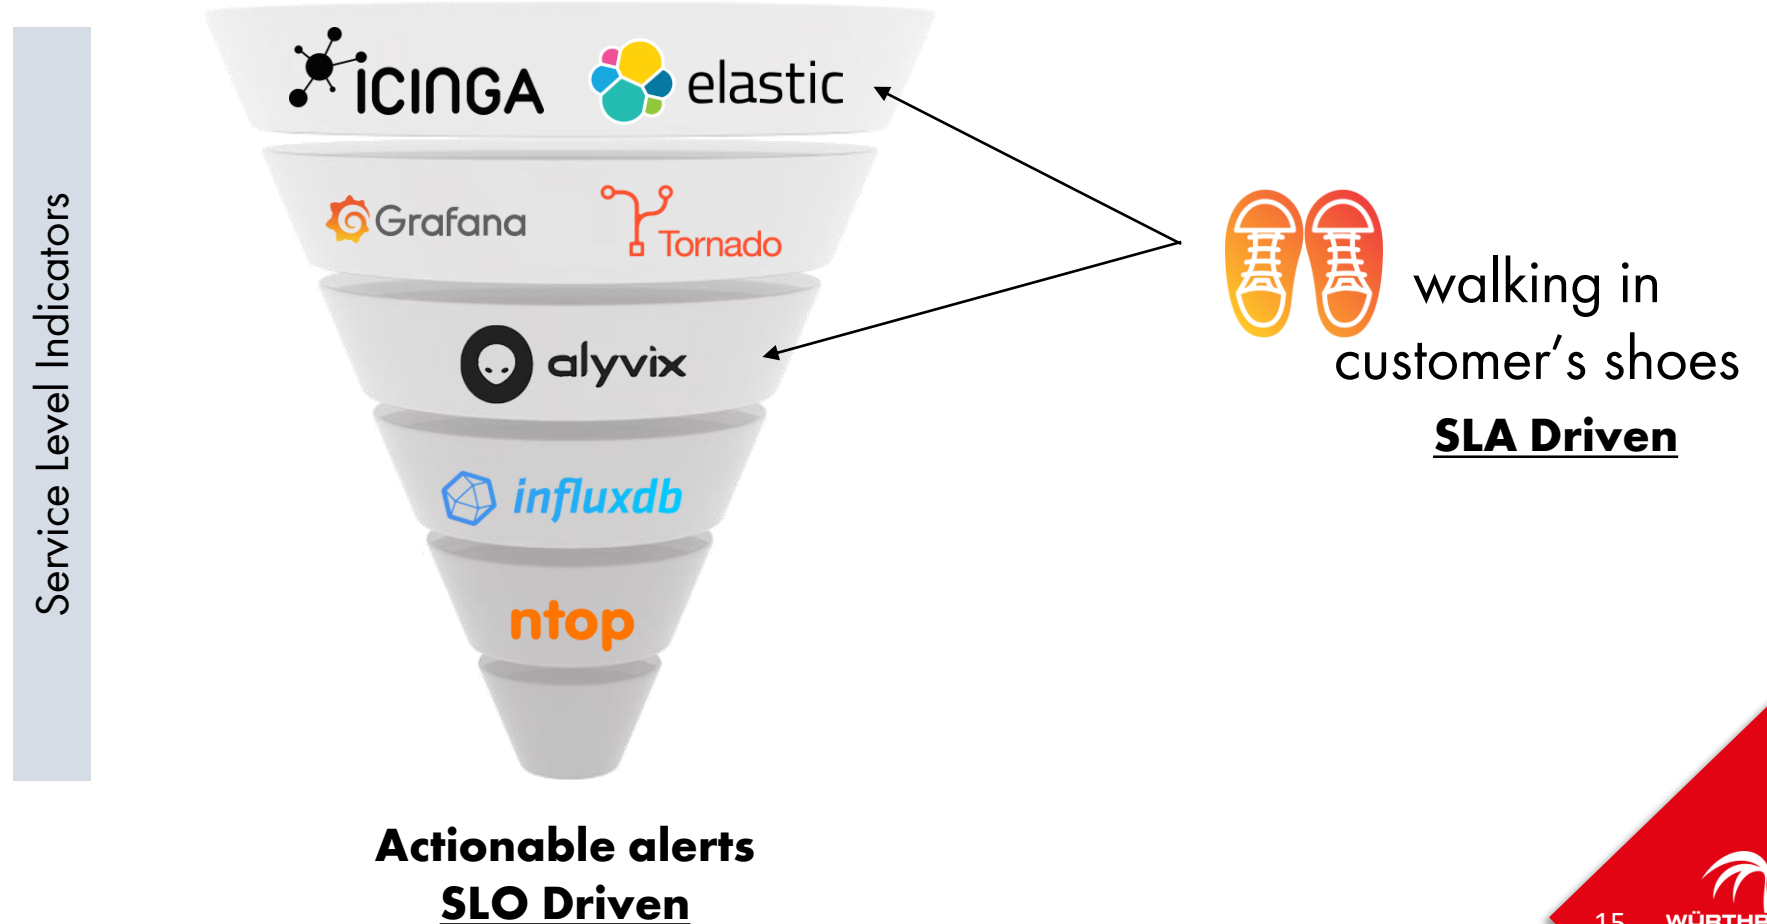 Service Level Indicators
ICINGA
elastic
Grafana
Tornado
alyvix
influxdb
ntop
walking in
customer’s shoes
SLA Driven
Actionable alerts
SLO Driven
15